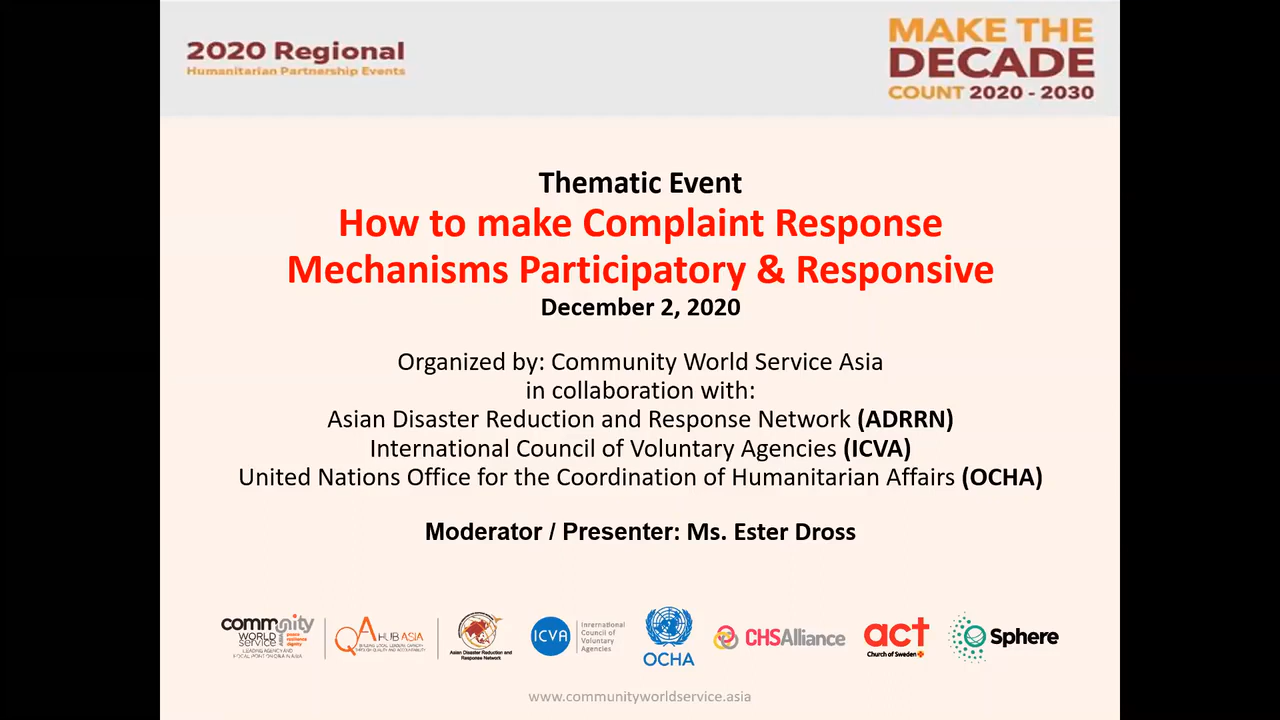 2020 Regional
Humanitarian Partnership Events
MAKE THE
DECADE
COUNT 2020 - 2030
Thematic Event
How to make Complaint Response
Mechanisms Participatory & Responsive
December 2, 2020
Organized by: Community World Service Asia
in collaboration with:
Asian Disaster Reduction and Response Network (ADRRN)
International Council of Voluntary Agencies (ICVA)
United Nations Office for the Coordination of Humanitarian Affairs (OCHA)
Moderator / Presenter: Ms. Ester Dross
community
WORLD
SERVICE
QA HUB ASIA
Asian Disaster Reduction and
Response Network
ICVA
International
Council of
Voluntary
Agencies
OCHA
CHSAlliance
act
Church of Sweden
Sphere
www.communityworldservice.asia